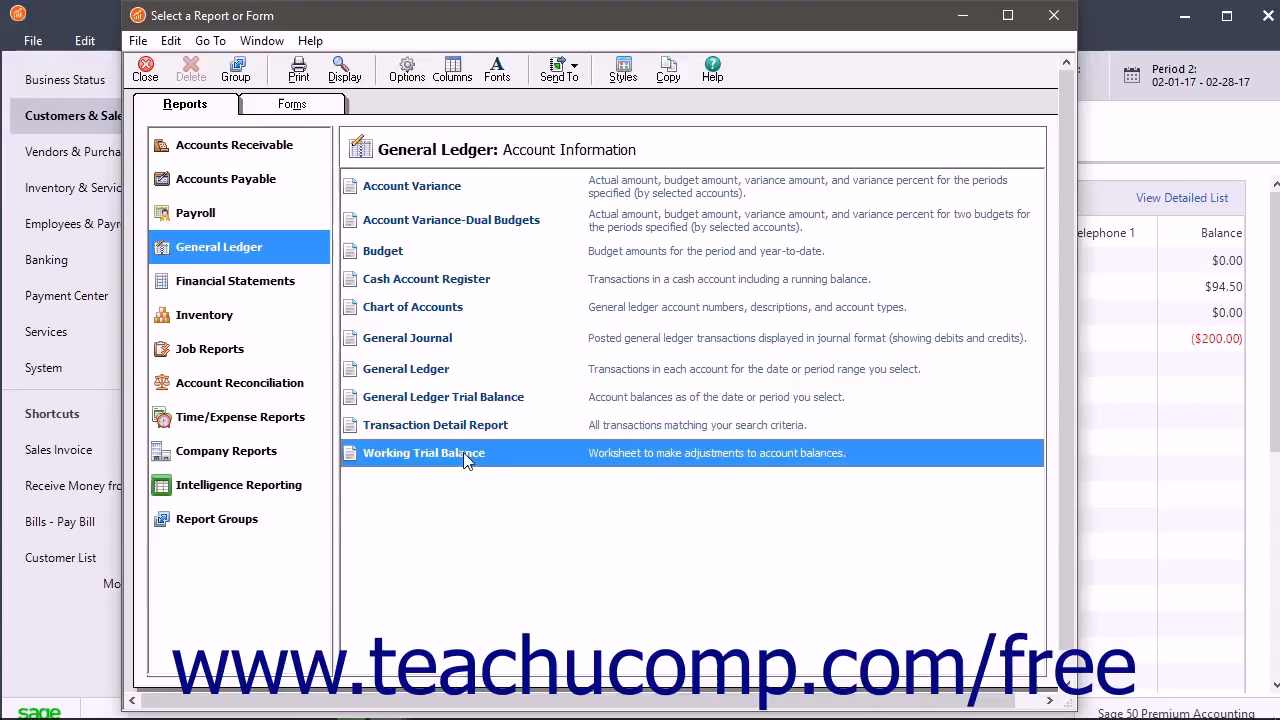 Select a Report or Form
File Edit
File Edit Go To Window Help
Close Delete Group Print Display Options Columns Fonts Send To Styles Copy Help
Period 2:
02-01-17 - 02-28-17
Reports Forms
Business Status
Customers & Sale
Vendors & Purcha
Inventory & Servic
Employees & Payr
Banking
Payment Center
Services
System
Shortcuts
Sales Invoice
Receive Money fro
Bills - Pay Bill
Customer List
Mo
sage
Accounts Receivable
Accounts Payable
Payroll
General Ledger
Financial Statements
Inventory
Job Reports
Account Reconciliation
Time/Expense Reports
Company Reports
Intelligence Reporting
Report Groups
General Ledger: Account Information
Account Variance Actual amount, budget amount, variance amount, and variance percent for the periods
specified (by selected accounts).
Account Variance-Dual Budgets Actual amount, budget amount, variance amount, and variance percent for two budgets for
the periods specified (by selected accounts).
Budget Budget amounts for the period and year-to-date.
Cash Account Register Transactions in a cash account including a running balance.
Chart of Accounts General ledger account numbers, descriptions, and account types.
General Journal Posted general ledger transactions displayed in journal format (showing debits and credits).
General Ledger Transactions in each account for the date or period range you select.
General Ledger Trial Balance Account balances as of the date or period you select.
Transaction Detail Report All transactions matching your search criteria.
Working Trial Balance Worksheet to make adjustments to account balances.
View Detailed List
elephone 1 Balance
$0.00
$94.50
$0.00
($200.00)
www.teachucomp.com/free
Sage 50 Premium Accounting